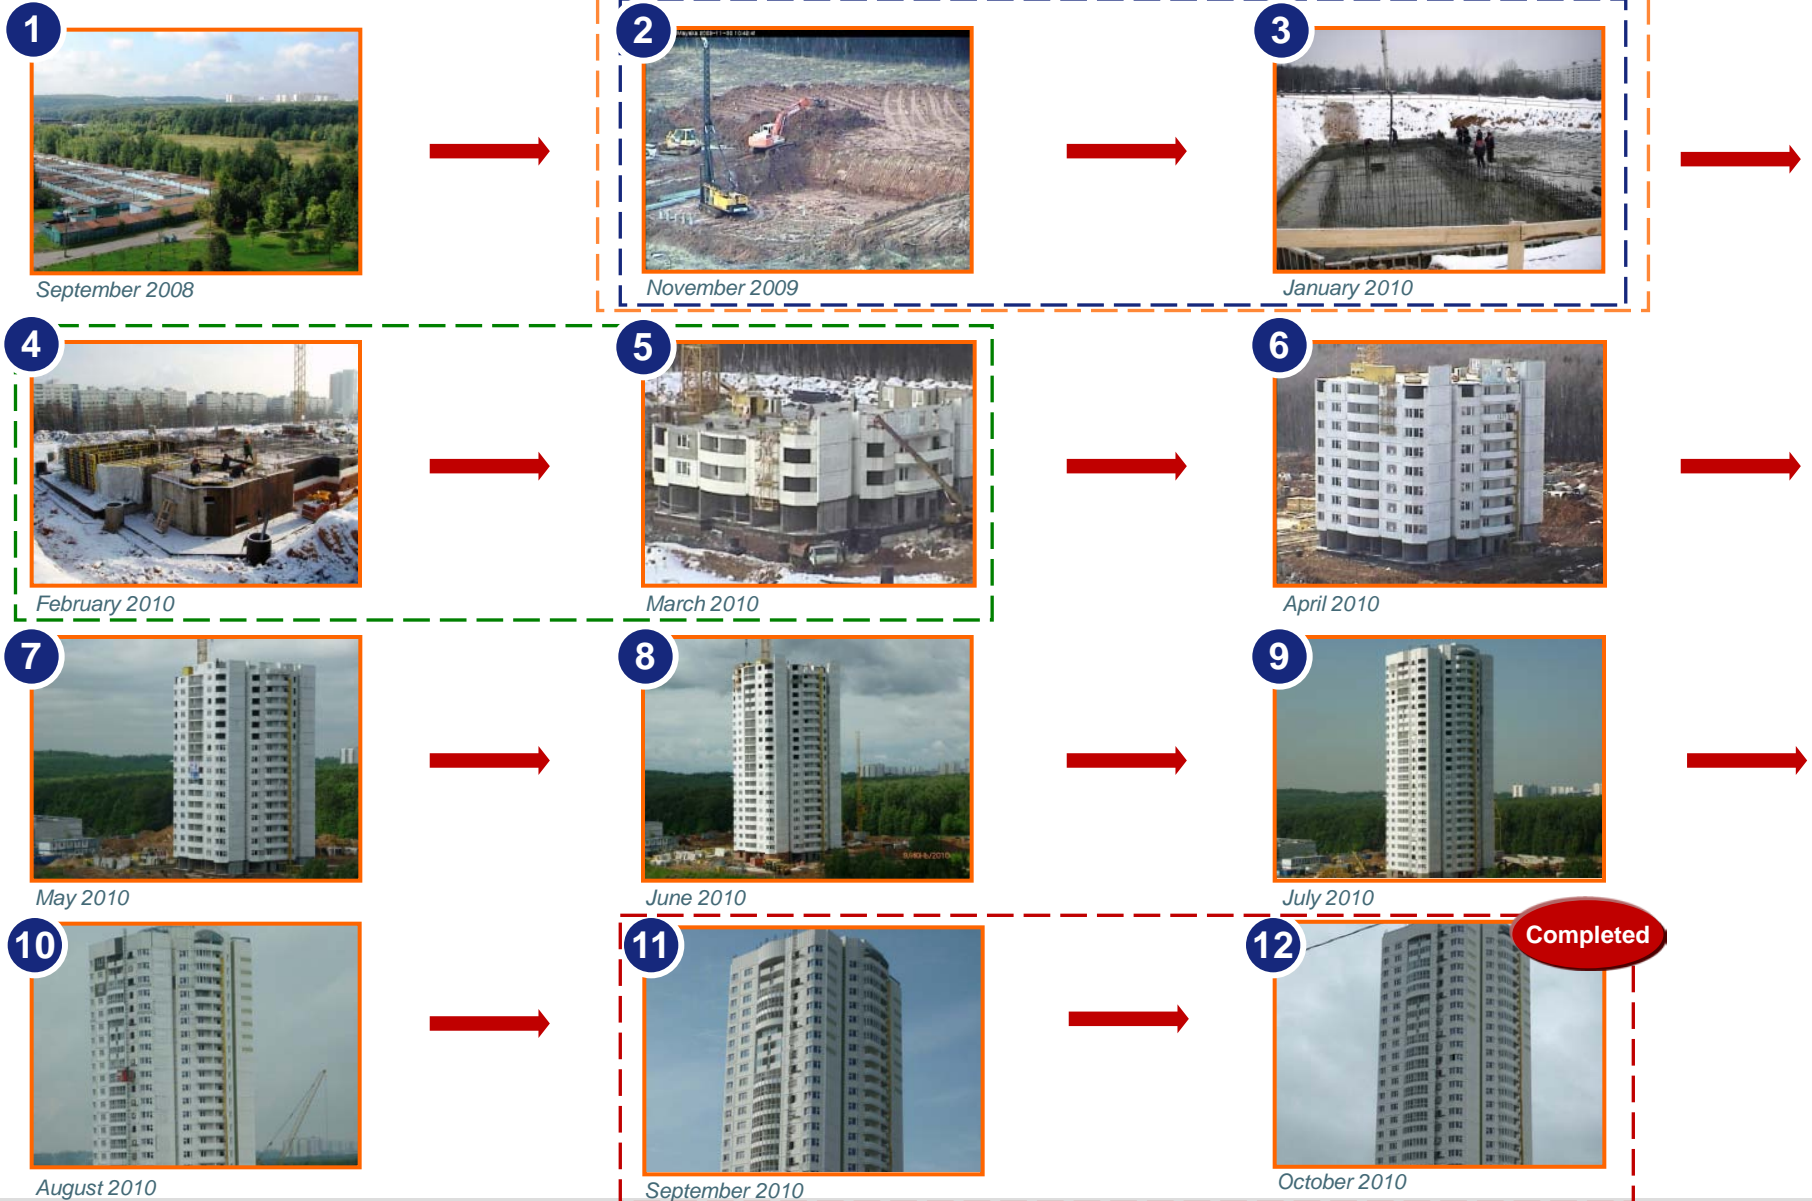 1
2
3
September 2008
November 2009
January 2010
4
5
6
February 2010
March 2010
April 2010
7
8
9
May 2010
June 2010
July 2010
10
11
12
Completed
August 2010
September 2010
October 2010